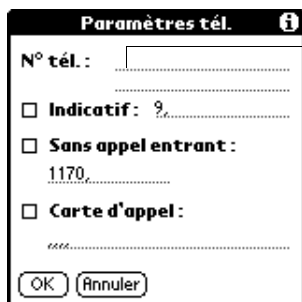 Paramètres tél.
N° tél. :
Indicatif : 9,
Sans appel entrant :
1170,
Carte d'appel :
,,,,
OK Annuler